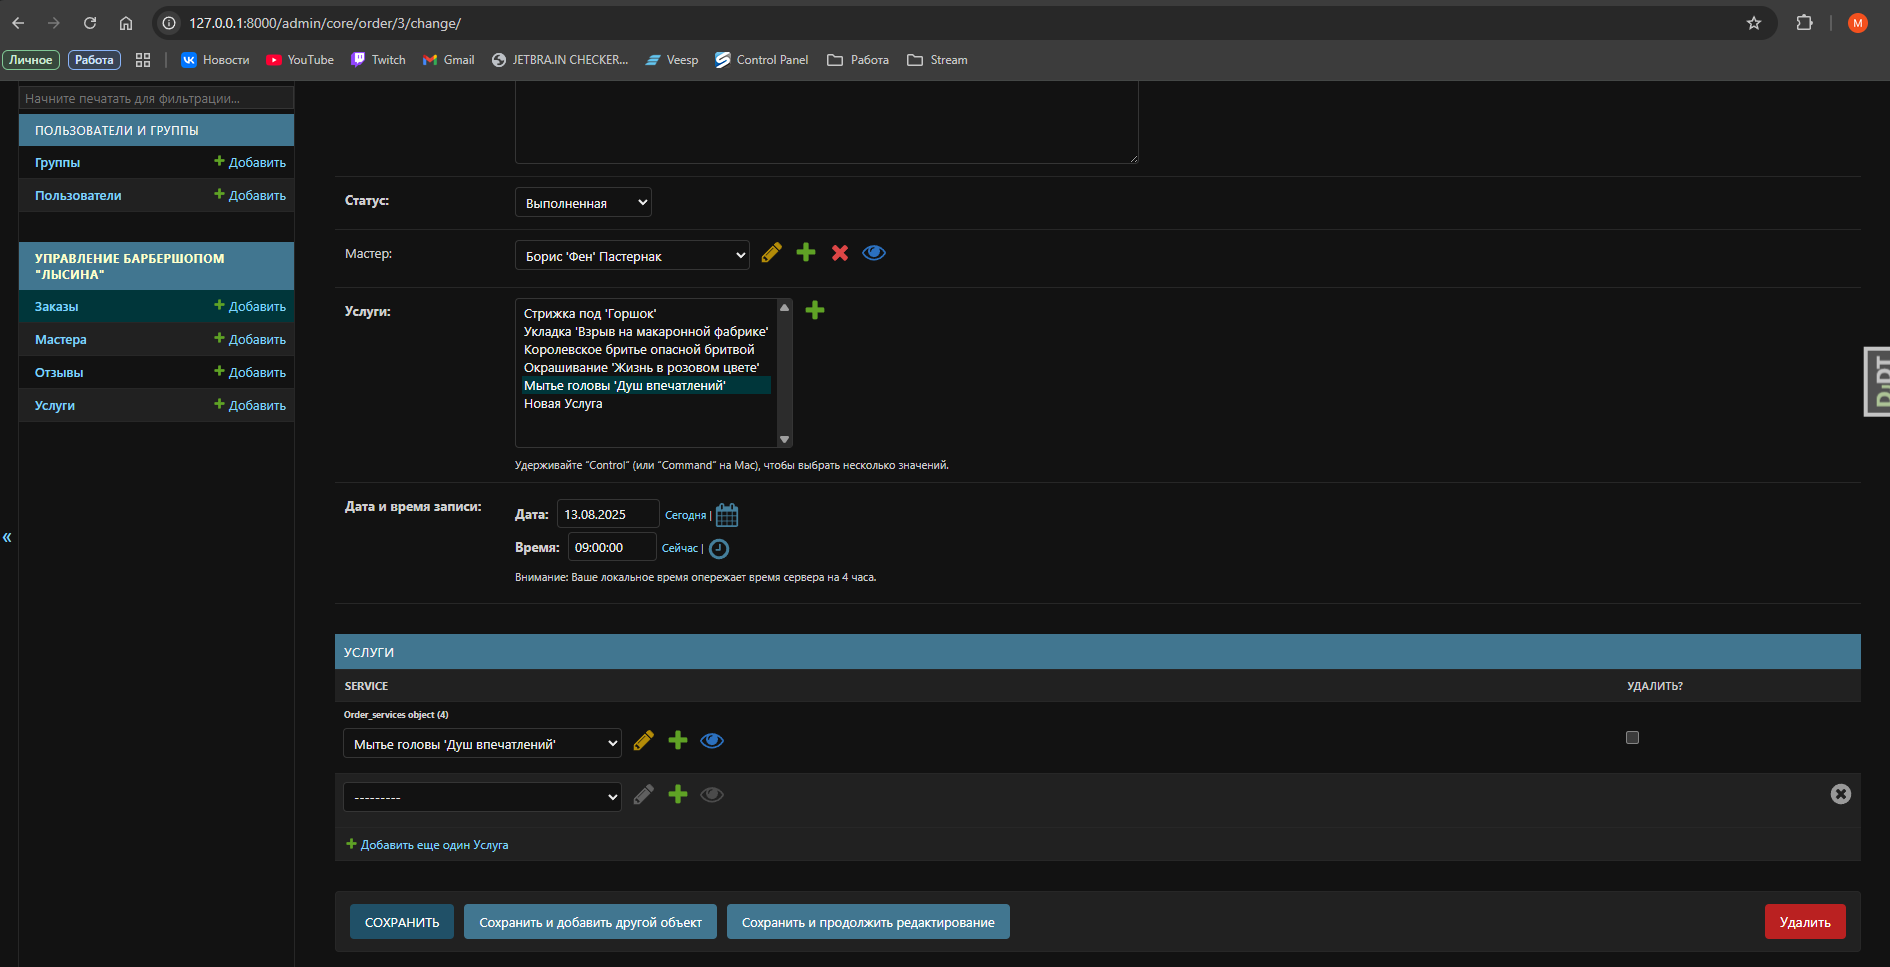 127.0.0.1:8000/admin/core/order/3/change/
M
Личное
Работа
Новости
YouTube
Twitch
Gmail
JETBRA.IN CHECKER...
Veesp
Control Panel
Работа
Stream
Начните печатать для фильтрации...
ПОЛЬЗОВАТЕЛИ И ГРУППЫ
Группы
Добавить
Пользователи
Добавить
УПРАВЛЕНИЕ БАРБЕРШОПОМ
"ЛЫСИНА"
Заказы
Добавить
Мастера
Добавить
Отзывы
Добавить
Услуги
Добавить
«
Статус:
Выполненная
Мастер:
Борис 'Фен' Пастернак
Услуги:
Стрижка под 'Горшок'
Укладка 'Взрыв на макаронной фабрике'
Королевское бритье опасной бритвой
Окрашивание 'Жизнь в розовом цвете'
Мытье головы 'Душ впечатлений'
Новая Услуга
Удерживайте “Control” (или “Command” на Mac), чтобы выбрать несколько значений.
Дата и время записи:
Дата: 13.08.2025 Сегодня |
Время: 09:00:00 Сейчас |
Внимание: Ваше локальное время опережает время сервера на 4 часа.
DjDT
УСЛУГИ
SERVICE
УДАЛИТЬ?
Order_services object (4)
Мытье головы 'Душ впечатлений'
---------
Добавить еще один Услуга
СОХРАНИТЬ
Сохранить и добавить другой объект
Сохранить и продолжить редактирование
Удалить